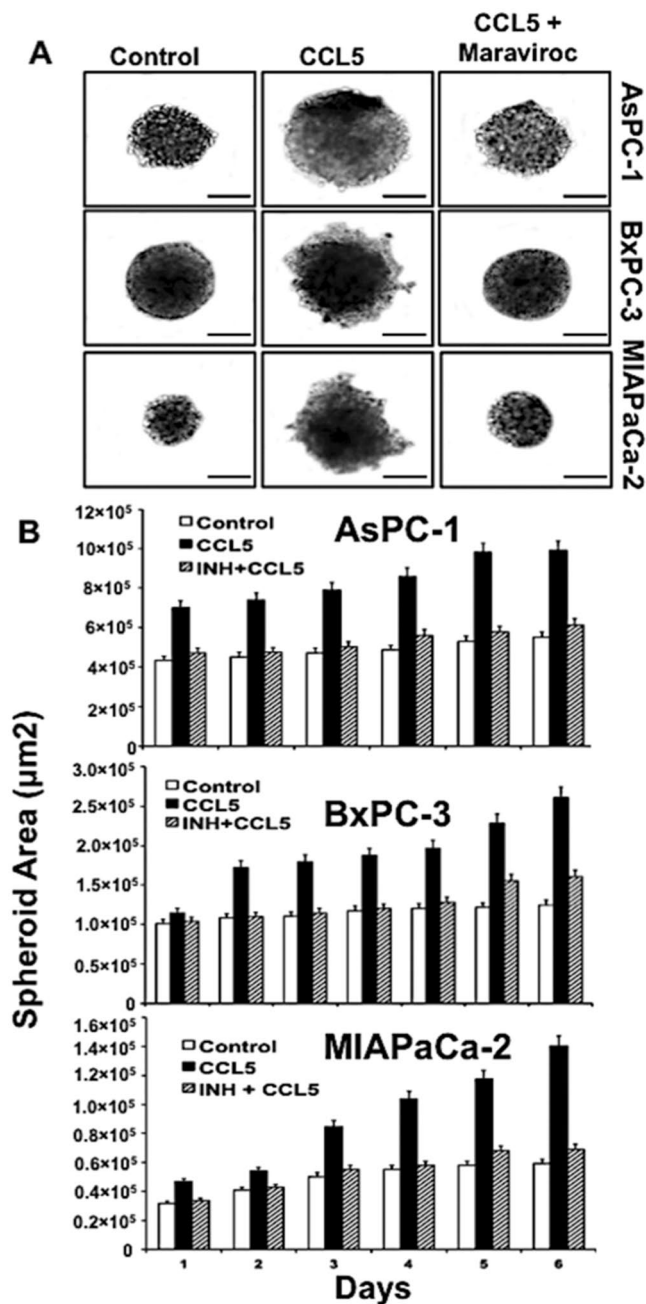 A
Control
CCL5
CCL5 +
Maraviroc
AsPC-1
BxPC-3
MIAPaCa-2
B
Spheroid Area (µm2)
AsPC-1
Control
CCL5
INH+CCL5
12×10⁵
10×10⁵
8×10⁵
6×10⁵
4×10⁵
2×10⁵
0
BxPC-3
Control
CCL5
INH+CCL5
3.0×10⁵
2.5×10⁵
2.0×10⁵
1.5×10⁵
1.0×10⁵
0.5×10⁵
0
MIAPaCa-2
Control
CCL5
INH + CCL5
1.6×10⁵
1.4×10⁵
1.2×10⁵
1.0×10⁵
0.8×10⁵
0.6×10⁵
0.4×10⁵
0.2×10⁵
0
1 2 3 4 5 6
Days